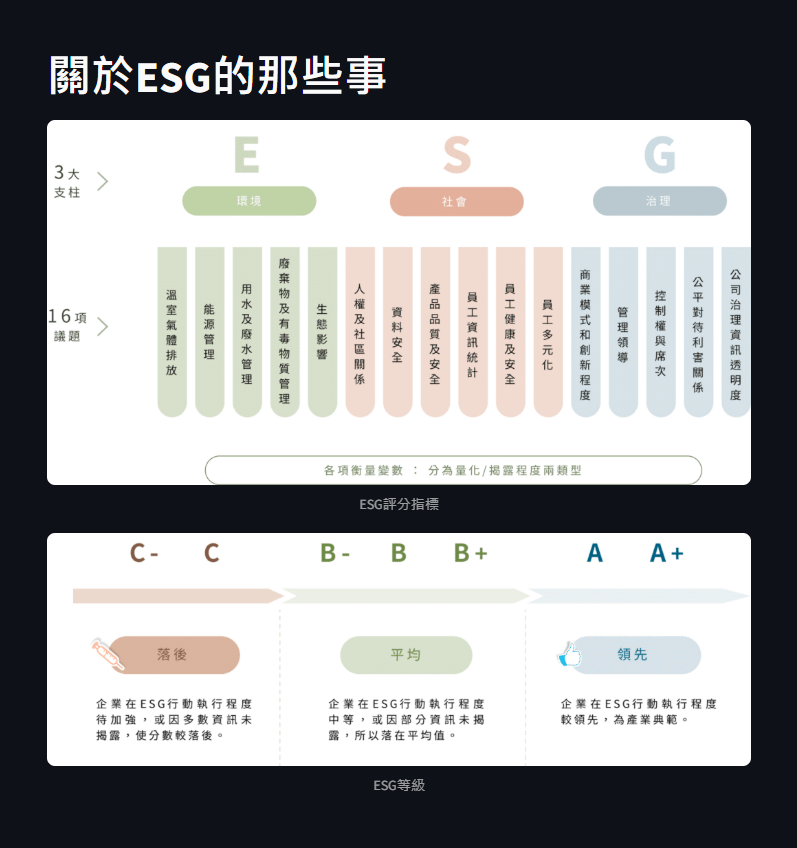 關於ESG的那些事
E
S
G
3大
支柱
環境
社會
治理
16項
議題
溫室氣體排放
能源管理
用水及廢水管理
廢棄物及有毒物質管理
生態影響
人權及社區關係
資料安全
產品品質及安全
員工資訊統計
員工健康及安全
員工多元化
商業模式和創新程度
管理領導
控制權與席次
公平對待利害關係
公司治理資訊透明度
各項衡量變數 ： 分為量化/揭露程度兩類型
ESG評分指標
C- C B- B B+ A A+
落後
平均
領先
企業在ESG行動執行程度
待加強，或因多數資訊未
揭露，使分數較落後。
企業在ESG行動執行程度
中等，或因部分資訊未揭
露，所以落在平均值。
企業在ESG行動執行程度
較領先，為產業典範。
ESG等級